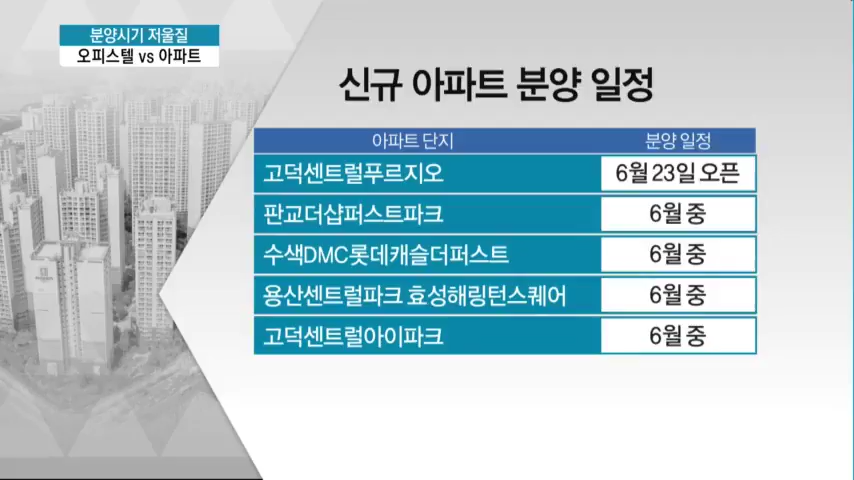 분양시기 저울질
오피스텔 vs 아파트
신규 아파트 분양 일정
아파트 단지 분양 일정
고덕센트럴푸르지오 6월 23일 오픈
판교더샵퍼스트파크 6월 중
수색DMC롯데캐슬더퍼스트 6월 중
용산센트럴파크 효성해링턴스퀘어 6월 중
고덕센트럴아이파크 6월 중